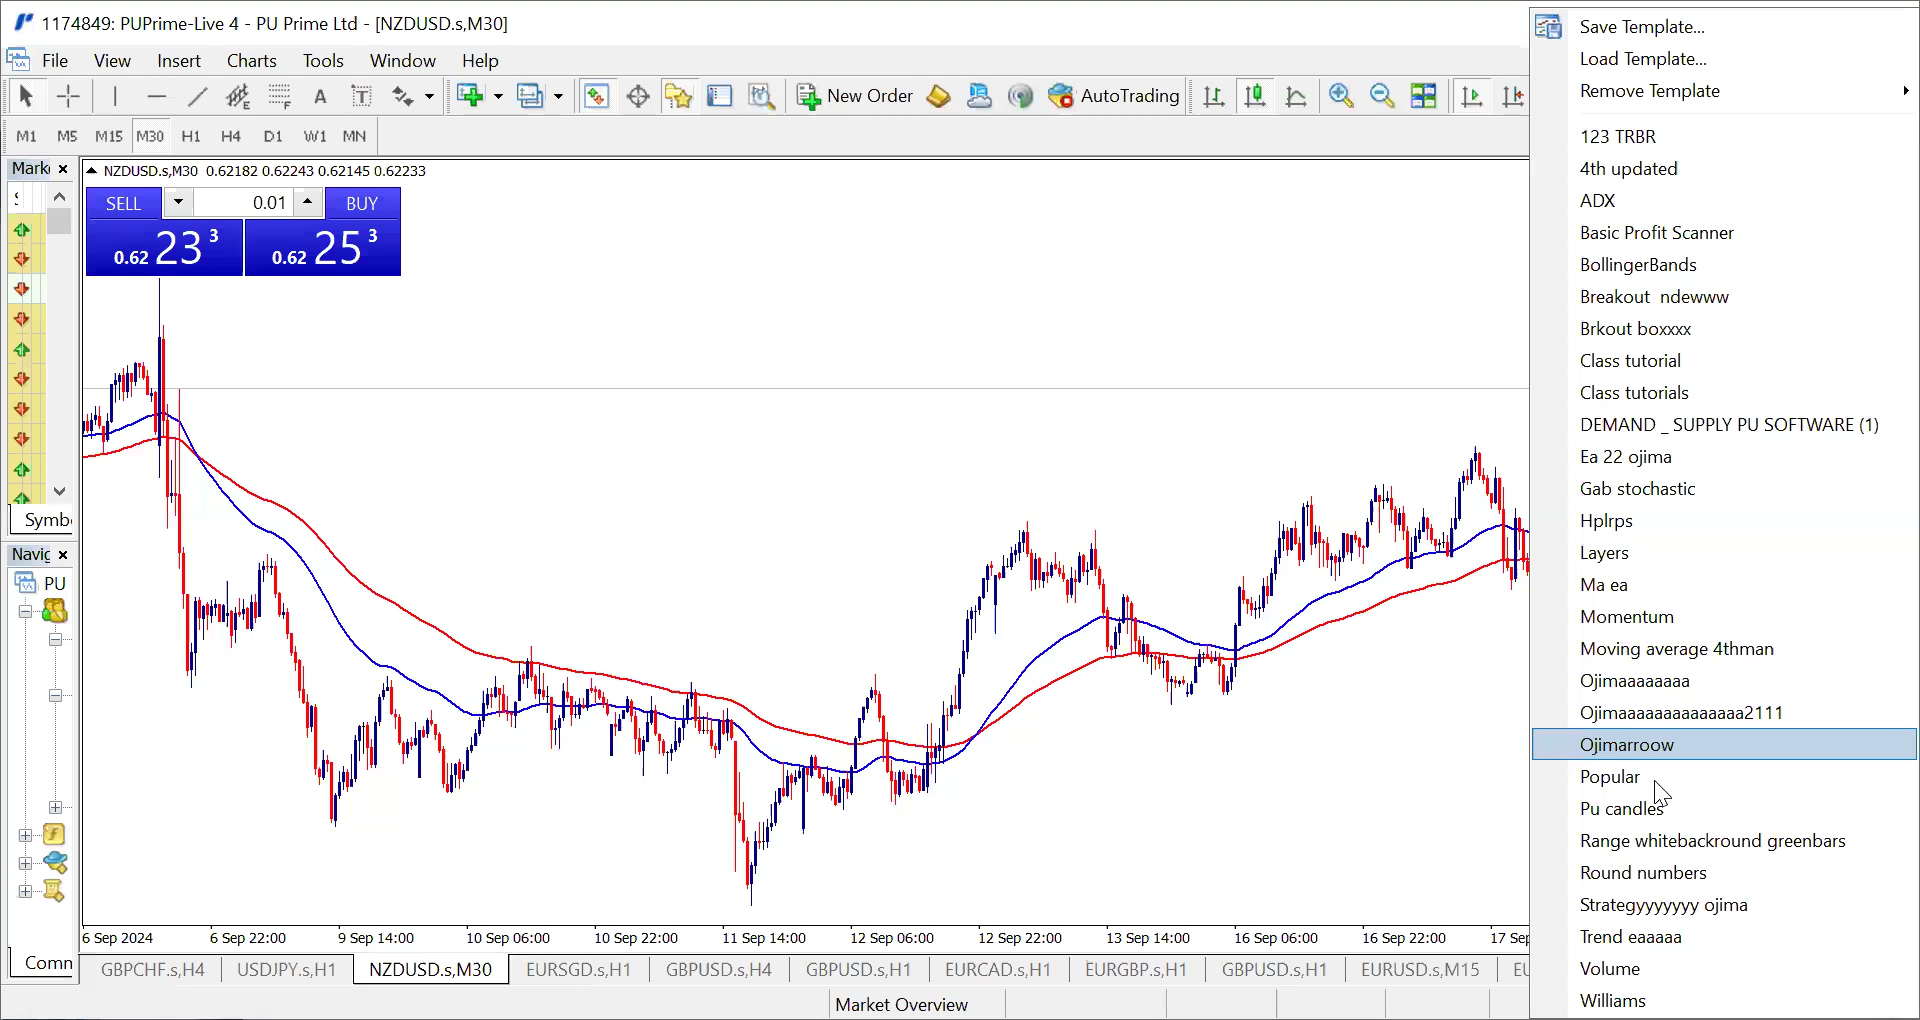 1174849: PUPrime-Live 4 - PU Prime Ltd - [NZDUSD.s,M30]
File View Insert Charts Tools Window Help
A T New Order AutoTrading
M1 M5 M15 M30 H1 H4 D1 W1 MN
Mark
NZDUSD.s,M30 0.62182 0.62243 0.62145 0.62233
SELL 0.01 BUY
0.62 23 3 0.62 25 3
Symb
Navig
PU
Comn
6 Sep 2024 6 Sep 22:00 9 Sep 14:00 10 Sep 06:00 10 Sep 22:00 11 Sep 14:00 12 Sep 06:00 12 Sep 22:00 13 Sep 14:00 16 Sep 06:00 16 Sep 22:00 17 Sep
GBPCHF.s,H4 USDJPY.s,H1 NZDUSD.s,M30 EURSGD.s,H1 GBPUSD.s,H4 GBPUSD.s,H1 EURCAD.s,H1 EURGBP.s,H1 GBPUSD.s,H1 EURUSD.s,M15
Market Overview
Save Template...
Load Template...
Remove Template
123 TRBR
4th updated
ADX
Basic Profit Scanner
BollingerBands
Breakout  ndewww
Brkout boxxxx
Class tutorial
Class tutorials
DEMAND _ SUPPLY PU SOFTWARE (1)
Ea 22 ojima
Gab stochastic
Hplrps
Layers
Ma ea
Momentum
Moving average 4thman
Ojimaaaaaaaa
Ojimaaaaaaaaaaaaaaa2111
Ojimarroow
Popular
Pu candles
Range whitebackround greenbars
Round numbers
Strategyyyyyyy ojima
Trend eaaaaa
Volume
Williams